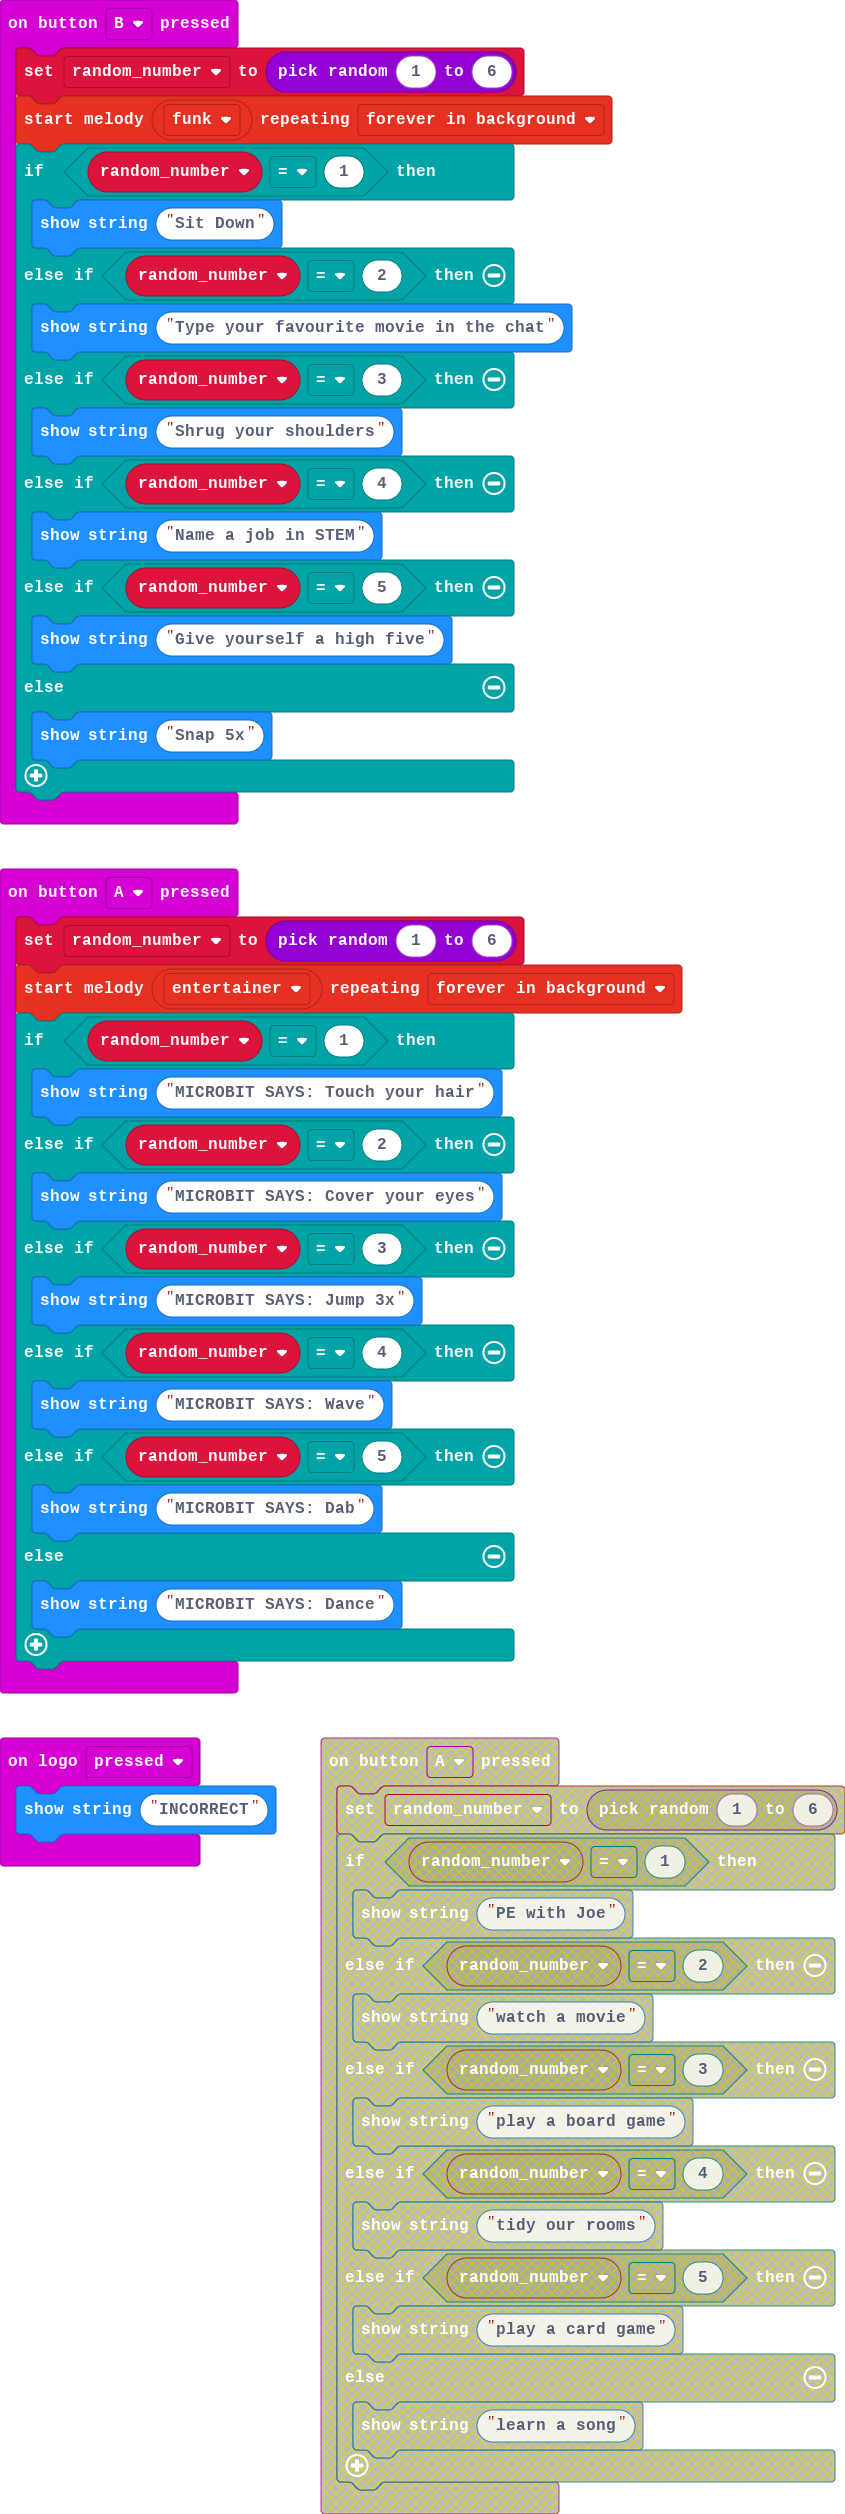 on button B pressed
set random_number to pick random 1 to 6
start melody funk repeating forever in background
if random_number = 1 then
show string "Sit Down"
else if random_number = 2 then
show string "Type your favourite movie in the chat"
else if random_number = 3 then
show string "Shrug your shoulders"
else if random_number = 4 then
show string "Name a job in STEM"
else if random_number = 5 then
show string "Give yourself a high five"
else
show string "Snap 5x"
on button A pressed
set random_number to pick random 1 to 6
start melody entertainer repeating forever in background
if random_number = 1 then
show string "MICROBIT SAYS: Touch your hair"
else if random_number = 2 then
show string "MICROBIT SAYS: Cover your eyes"
else if random_number = 3 then
show string "MICROBIT SAYS: Jump 3x"
else if random_number = 4 then
show string "MICROBIT SAYS: Wave"
else if random_number = 5 then
show string "MICROBIT SAYS: Dab"
else
show string "MICROBIT SAYS: Dance"
on logo pressed
show string "INCORRECT"
on button A pressed
set random_number to pick random 1 to 6
if random_number = 1 then
show string "PE with Joe"
else if random_number = 2 then
show string "watch a movie"
else if random_number = 3 then
show string "play a board game"
else if random_number = 4 then
show string "tidy our rooms"
else if random_number = 5 then
show string "play a card game"
else
show string "learn a song"